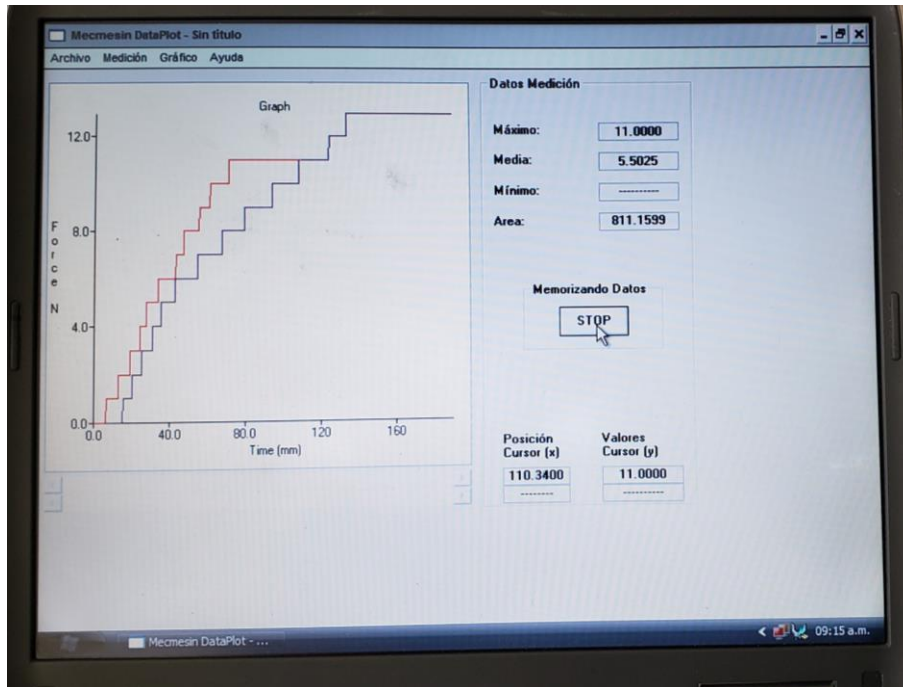 Mecmesin DataPlot - Sin título
Archivo Medición Gráfico Ayuda
Graph
12.0
8.0
4.0
0.0
Force N
0.0 40.0 80.0 120 160
Time (mm)
Datos Medición
Máximo: 11.0000
Media: 5.5025
Mínimo: ----------
Area: 811.1599
Memorizando Datos
STOP
Posición Cursor (x)
Valores Cursor (y)
110.3400 11.0000
-------- ----------
Mecmesin DataPlot - ...
< 09:15 a.m.